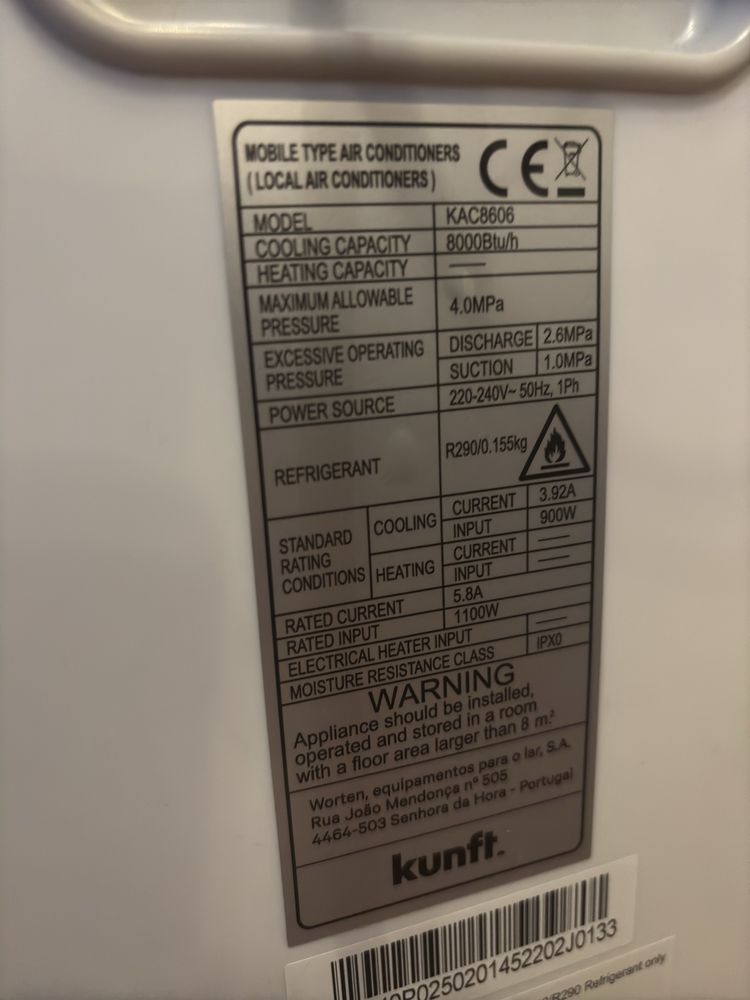 MOBILE TYPE AIR CONDITIONERS
( LOCAL AIR CONDITIONERS )
CE
MODEL KAC8606
COOLING CAPACITY 8000Btu/h
HEATING CAPACITY ——
MAXIMUM ALLOWABLE
PRESSURE
4.0MPa
EXCESSIVE OPERATING
PRESSURE
DISCHARGE 2.6MPa
SUCTION 1.0MPa
POWER SOURCE 220-240V~ 50Hz, 1Ph
REFRIGERANT R290/0.155kg
STANDARD
RATING
CONDITIONS
COOLING
CURRENT 3.92A
INPUT 900W
HEATING
CURRENT ——
INPUT ——
RATED CURRENT 5.8A
RATED INPUT 1100W
ELECTRICAL HEATER INPUT ——
MOISTURE RESISTANCE CLASS IPX0
WARNING
Appliance should be installed,
operated and stored in a room
with a floor area larger than 8 m.²
Worten, equipamentos para o lar, S.A.
Rua João Mendonça nº 505
4464-503 Senhora da Hora - Portugal
kunft.
P0250201452202J0133
/R290 Refrigerant only